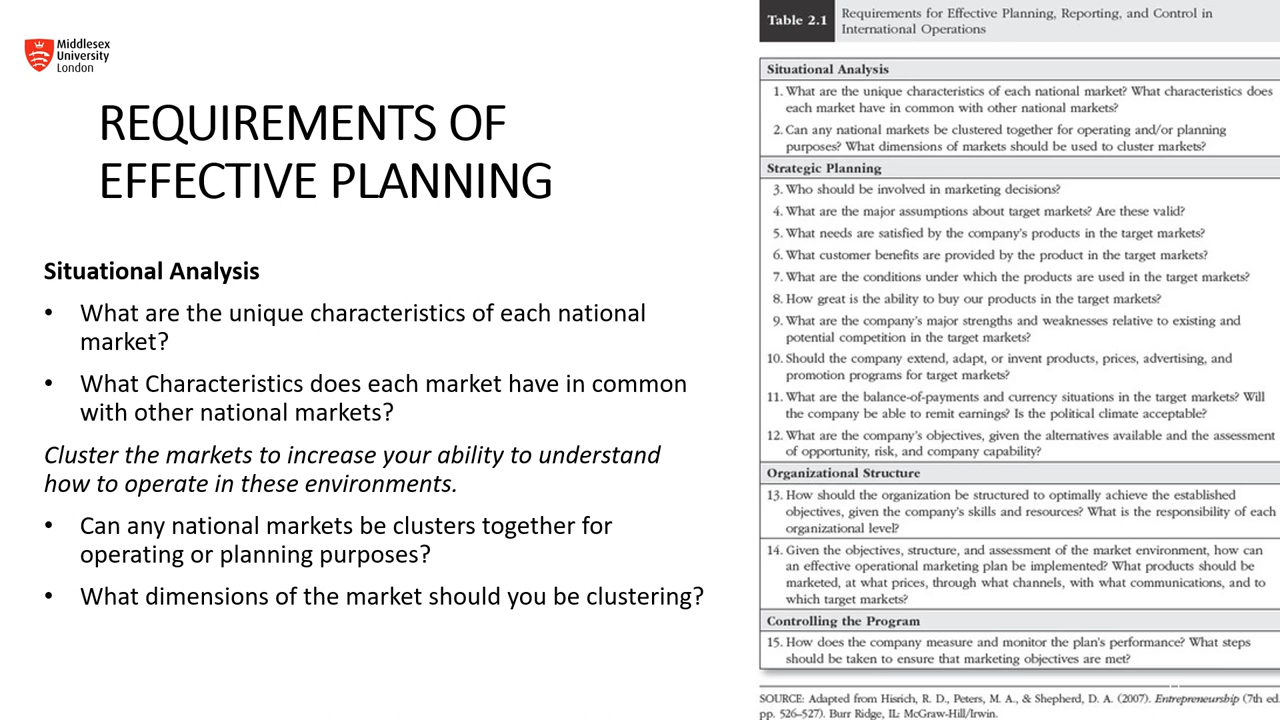 Middlesex
University
London
REQUIREMENTS OF
EFFECTIVE PLANNING
Situational Analysis
• What are the unique characteristics of each national
market?
• What Characteristics does each market have in common
with other national markets?
Cluster the markets to increase your ability to understand
how to operate in these environments.
• Can any national markets be clusters together for
operating or planning purposes?
• What dimensions of the market should you be clustering?
Table 2.1
Requirements for Effective Planning, Reporting, and Control in
International Operations
Situational Analysis
1. What are the unique characteristics of each national market? What characteristics does
each market have in common with other national markets?
2. Can any national markets be clustered together for operating and/or planning
purposes? What dimensions of markets should be used to cluster markets?
Strategic Planning
3. Who should be involved in marketing decisions?
4. What are the major assumptions about target markets? Are these valid?
5. What needs are satisfied by the company's products in the target markets?
6. What customer benefits are provided by the product in the target markets?
7. What are the conditions under which the products are used in the target markets?
8. How great is the ability to buy our products in the target markets?
9. What are the company's major strengths and weaknesses relative to existing and
potential competition in the target markets?
10. Should the company extend, adapt, or invent products, prices, advertising, and
promotion programs for target markets?
11. What are the balance-of-payments and currency situations in the target markets? Will
the company be able to remit earnings? Is the political climate acceptable?
12. What are the company's objectives, given the alternatives available and the assessment
of opportunity, risk, and company capability?
Organizational Structure
13. How should the organization be structured to optimally achieve the established
objectives, given the company's skills and resources? What is the responsibility of each
organizational level?
14. Given the objectives, structure, and assessment of the market environment, how can
an effective operational marketing plan be implemented? What products should be
marketed, at what prices, through what channels, with what communications, and to
which target markets?
Controlling the Program
15. How does the company measure and monitor the plan's performance? What steps
should be taken to ensure that marketing objectives are met?
SOURCE: Adapted from Hisrich, R. D., Peters, M. A., & Shepherd, D. A. (2007). Entrepreneurship (7th ed.
pp. 526–527). Burr Ridge, IL: McGraw-Hill/Irwin.